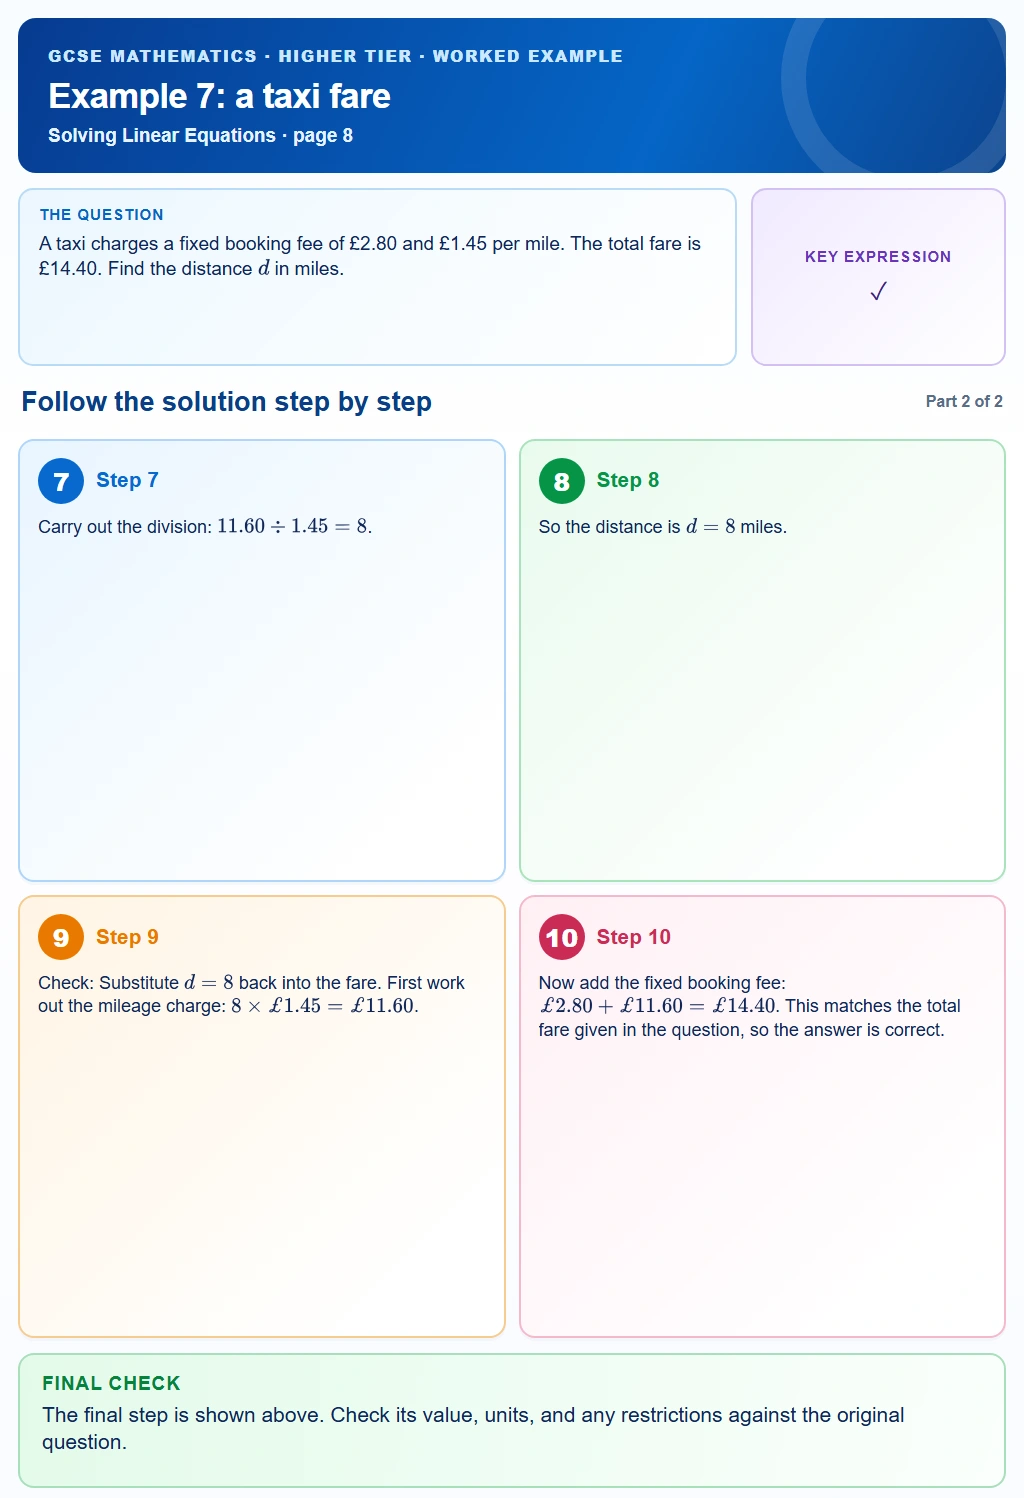 GCSE MATHEMATICS · HIGHER TIER · WORKED EXAMPLE
Example 7: a taxi fare
Solving Linear Equations · page 8
THE QUESTION
A taxi charges a fixed booking fee of £2.80 and £1.45 per mile. The total fare is
£14.40. Find the distance d in miles.
KEY EXPRESSION
✓
Follow the solution step by step
Part 2 of 2
7 Step 7
Carry out the division: 11.60 ÷ 1.45 = 8.
8 Step 8
So the distance is d = 8 miles.
9 Step 9
Check: Substitute d = 8 back into the fare. First work
out the mileage charge: 8 × £1.45 = £11.60.
10 Step 10
Now add the fixed booking fee:
£2.80 + £11.60 = £14.40. This matches the total
fare given in the question, so the answer is correct.
FINAL CHECK
The final step is shown above. Check its value, units, and any restrictions against the original
question.